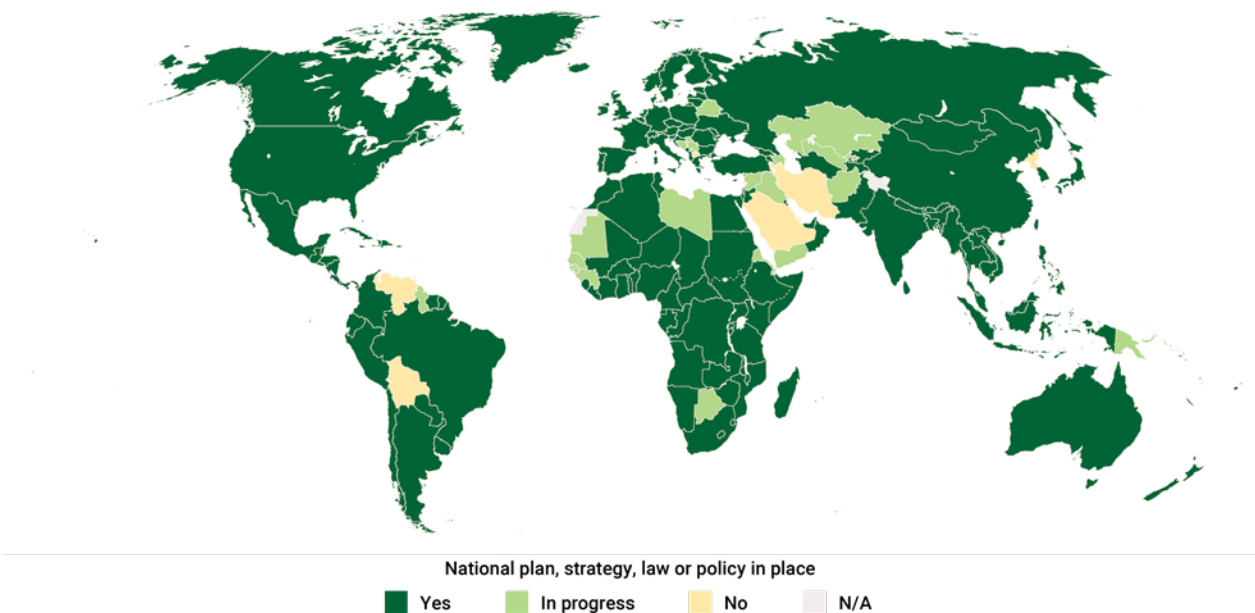 National plan, strategy, law or policy in place
Yes In progress No N/A